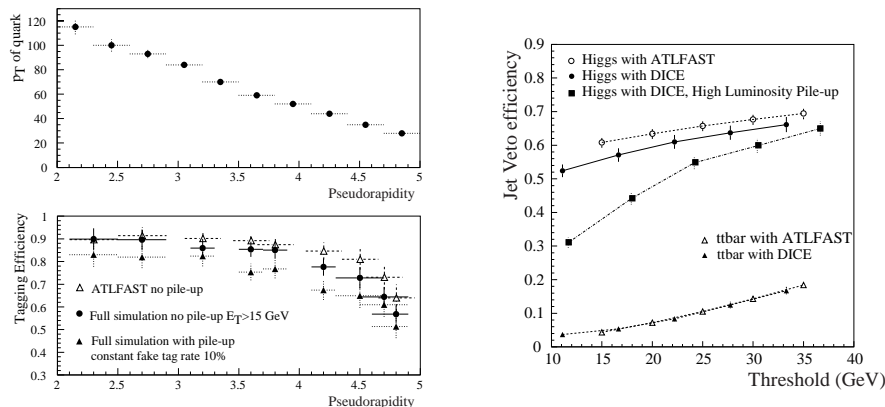 p_T of quark
120
100
80
60
40
20
0
2 2.5 3 3.5 4 4.5 5
Pseudorapidity
Tagging Efficiency
1
0.9
0.8
0.7
0.6
0.5
0.4
0.3
ATLFAST no pile-up
Full simulation no pile-up E_T>15 GeV
Full simulation with pile-up
constant fake tag rate 10%
2 2.5 3 3.5 4 4.5 5
Pseudorapidity
Jet Veto efficiency
0.9
0.8
0.7
0.6
0.5
0.4
0.3
0.2
0.1
0
Higgs with ATLFAST
Higgs with DICE
Higgs with DICE, High Luminosity Pile-up
ttbar with ATLFAST
ttbar with DICE
10 15 20 25 30 35 40
Threshold (GeV)